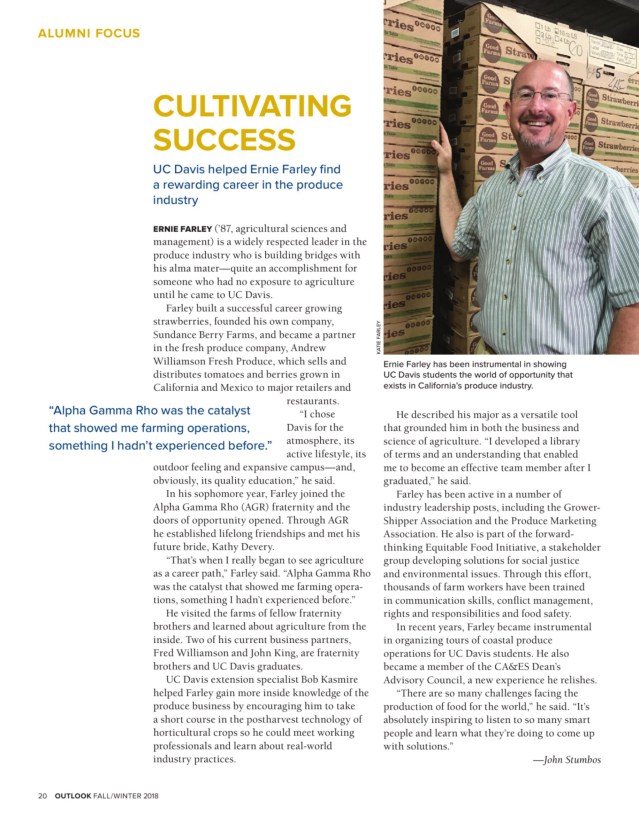 ALUMNI FOCUS
CULTIVATING
SUCCESS
UC Davis helped Ernie Farley find
a rewarding career in the produce
industry
ERNIE FARLEY (’87, agricultural sciences and
management) is a widely respected leader in the
produce industry who is building bridges with
his alma mater—quite an accomplishment for
someone who had no exposure to agriculture
until he came to UC Davis.
Farley built a successful career growing
strawberries, founded his own company,
Sundance Berry Farms, and became a partner
in the fresh produce company, Andrew
Williamson Fresh Produce, which sells and
distributes tomatoes and berries grown in
California and Mexico to major retailers and
restaurants.
“I chose
Davis for the
atmosphere, its
active lifestyle, its
outdoor feeling and expansive campus—and,
obviously, its quality education,” he said.
In his sophomore year, Farley joined the
Alpha Gamma Rho (AGR) fraternity and the
doors of opportunity opened. Through AGR
he established lifelong friendships and met his
future bride, Kathy Devery.
“That’s when I really began to see agriculture
as a career path,” Farley said. “Alpha Gamma Rho
was the catalyst that showed me farming opera-
tions, something I hadn’t experienced before.”
He visited the farms of fellow fraternity
brothers and learned about agriculture from the
inside. Two of his current business partners,
Fred Williamson and John King, are fraternity
brothers and UC Davis graduates.
UC Davis extension specialist Bob Kasmire
helped Farley gain more inside knowledge of the
produce business by encouraging him to take
a short course in the postharvest technology of
horticultural crops so he could meet working
professionals and learn about real-world
industry practices.
“Alpha Gamma Rho was the catalyst
that showed me farming operations,
something I hadn’t experienced before.”
Good
Farms
Strawberries
KATIE FARLEY
Ernie Farley has been instrumental in showing
UC Davis students the world of opportunity that
exists in California’s produce industry.
He described his major as a versatile tool
that grounded him in both the business and
science of agriculture. “I developed a library
of terms and an understanding that enabled
me to become an effective team member after I
graduated,” he said.
Farley has been active in a number of
industry leadership posts, including the Grower-
Shipper Association and the Produce Marketing
Association. He also is part of the forward-
thinking Equitable Food Initiative, a stakeholder
group developing solutions for social justice
and environmental issues. Through this effort,
thousands of farm workers have been trained
in communication skills, conflict management,
rights and responsibilities and food safety.
In recent years, Farley became instrumental
in organizing tours of coastal produce
operations for UC Davis students. He also
became a member of the CA&ES Dean’s
Advisory Council, a new experience he relishes.
“There are so many challenges facing the
production of food for the world,” he said. “It’s
absolutely inspiring to listen to so many smart
people and learn what they’re doing to come up
with solutions.”
—John Stumbos
20 OUTLOOK FALL/WINTER 2018